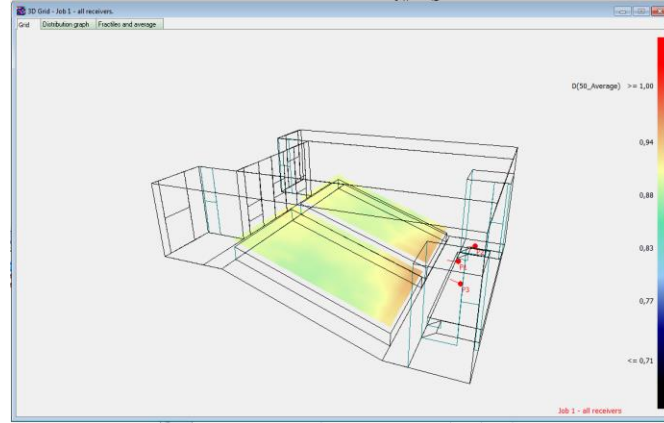 3D Grid - Job 1 - all receivers.
Grid Distribution graph Fractiles and average
D(50_Average) >= 1,00
0,94
0,88
0,83
0,77
<= 0,71
P3
Job 1 - all receivers